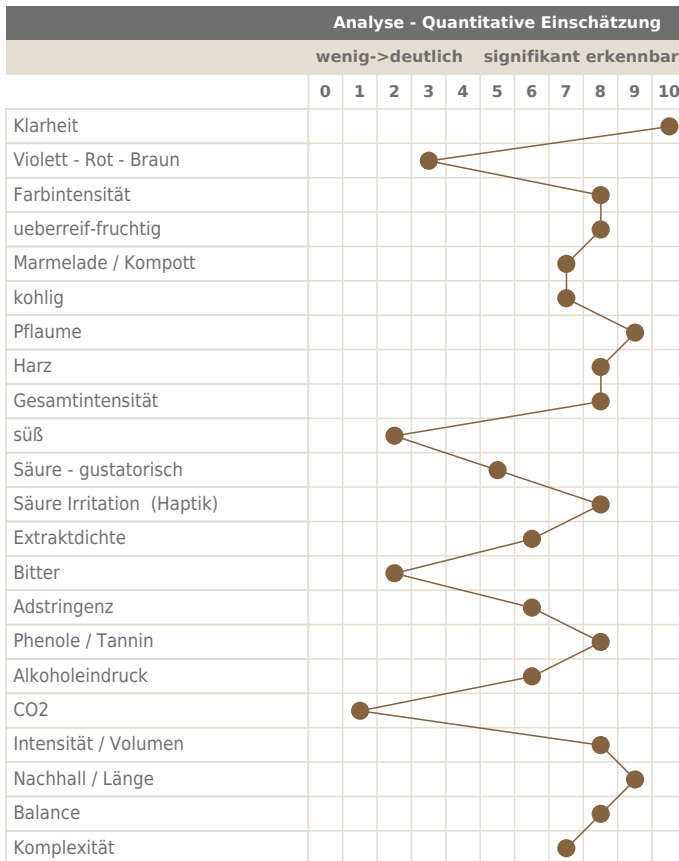 Analyse - Quantitative Einschätzung
wenig->deutlich signifikant erkennbar
0 1 2 3 4 5 6 7 8 9 10
Klarheit
Violett - Rot - Braun
Farbintensität
ueberreif-fruchtig
Marmelade / Kompott
kohlig
Pflaume
Harz
Gesamtintensität
süß
Säure - gustatorisch
Säure Irritation (Haptik)
Extraktdichte
Bitter
Adstringenz
Phenole / Tannin
Alkoholeindruck
CO2
Intensität / Volumen
Nachhall / Länge
Balance
Komplexität